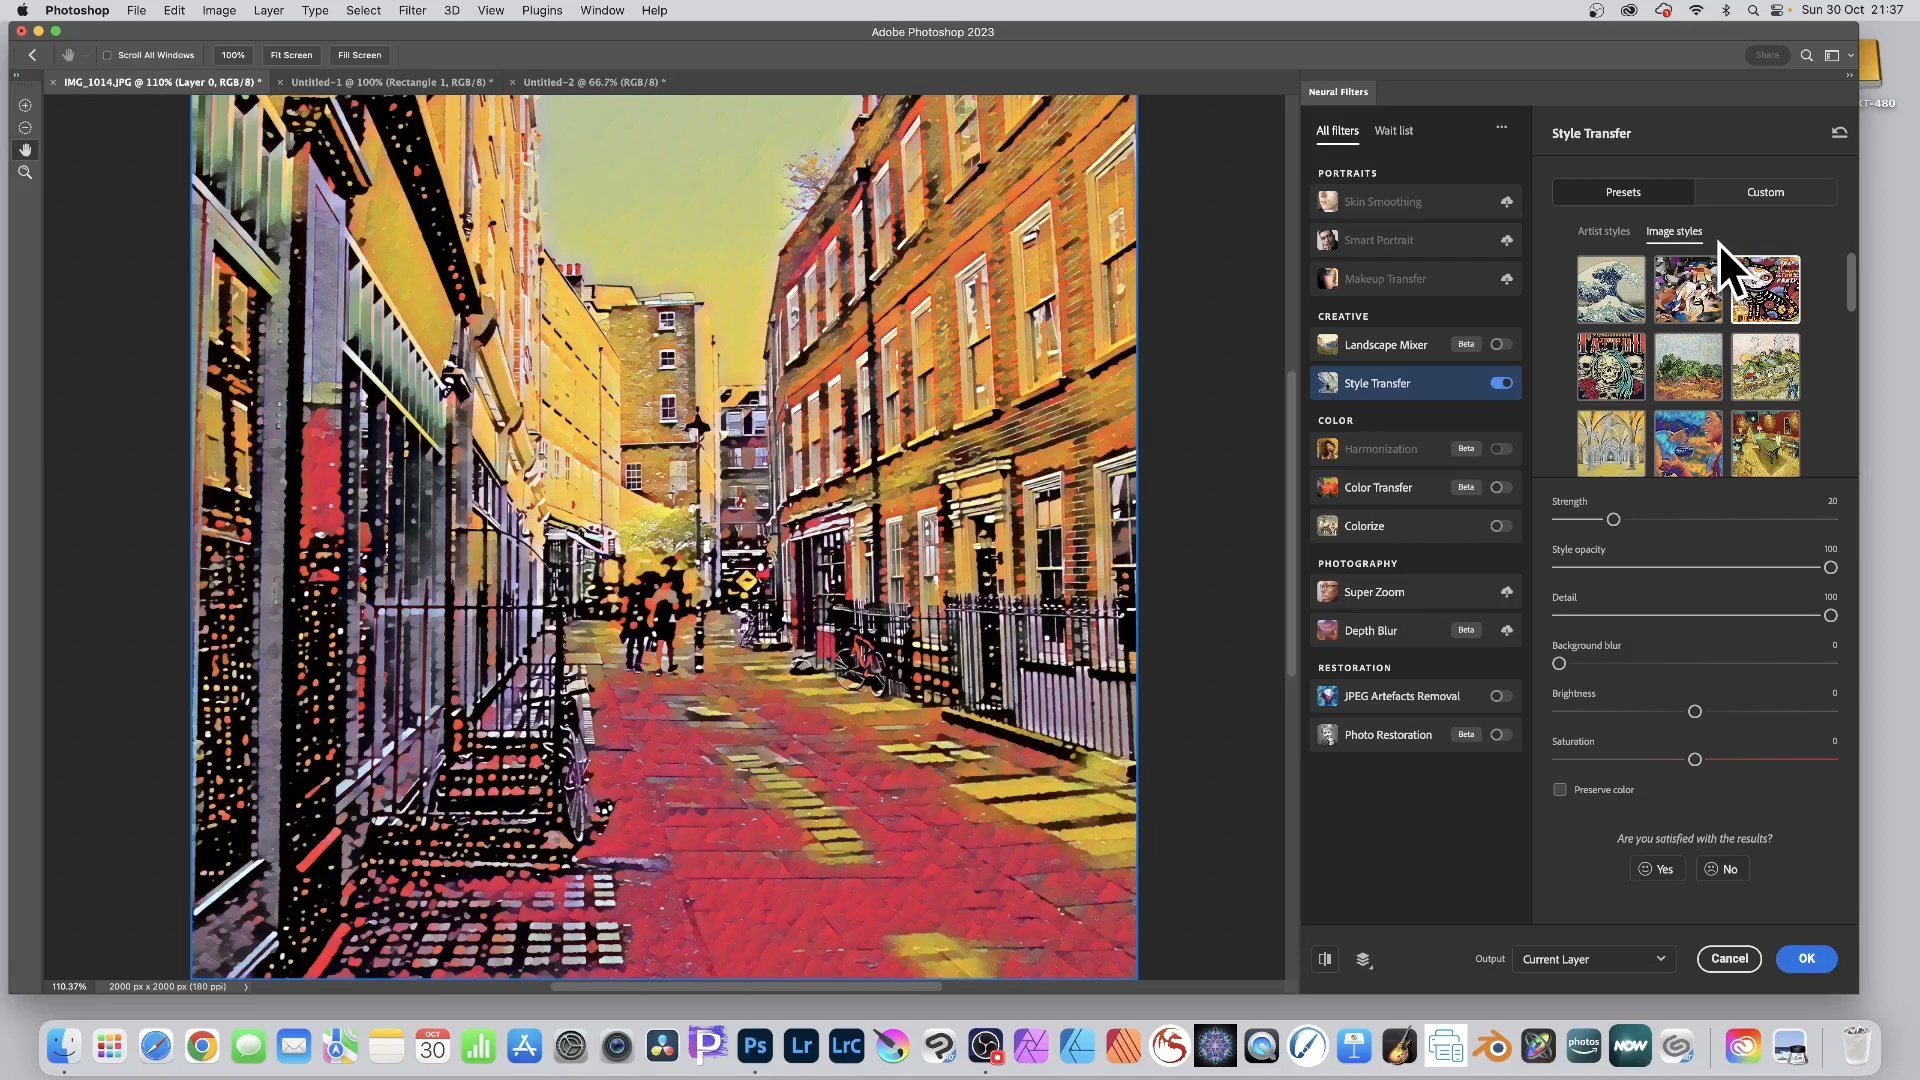 Photoshop File Edit Image Layer Type Select Filter 3D View Plugins Window Help
Sun 30 Oct 21:37
Adobe Photoshop 2023
Scroll All Windows 100% Fit Screen Fill Screen
Share
IMG_1014.JPG @ 110% (Layer 0, RGB/8) *
Untitled-1 @ 100% (Rectangle 1, RGB/8) *
Untitled-2 @ 66.7% (RGB/8) *
Neural Filters
All filters Wait list
PORTRAITS
Skin Smoothing
Smart Portrait
Makeup Transfer
CREATIVE
Landscape Mixer Beta
Style Transfer
COLOR
Harmonization Beta
Color Transfer Beta
Colorize
PHOTOGRAPHY
Super Zoom
Depth Blur Beta
RESTORATION
JPEG Artefacts Removal
Photo Restoration Beta
Style Transfer
Presets Custom
Artist styles Image styles
Strength 20
Style opacity 100
Detail 100
Background blur 0
Brightness 0
Saturation 0
Preserve color
Are you satisfied with the results?
Yes No
Output Current Layer Cancel OK
110.37% 2000 px x 2000 px (180 ppi)
OCT
30
Ps Lr LrC
photos
NOW